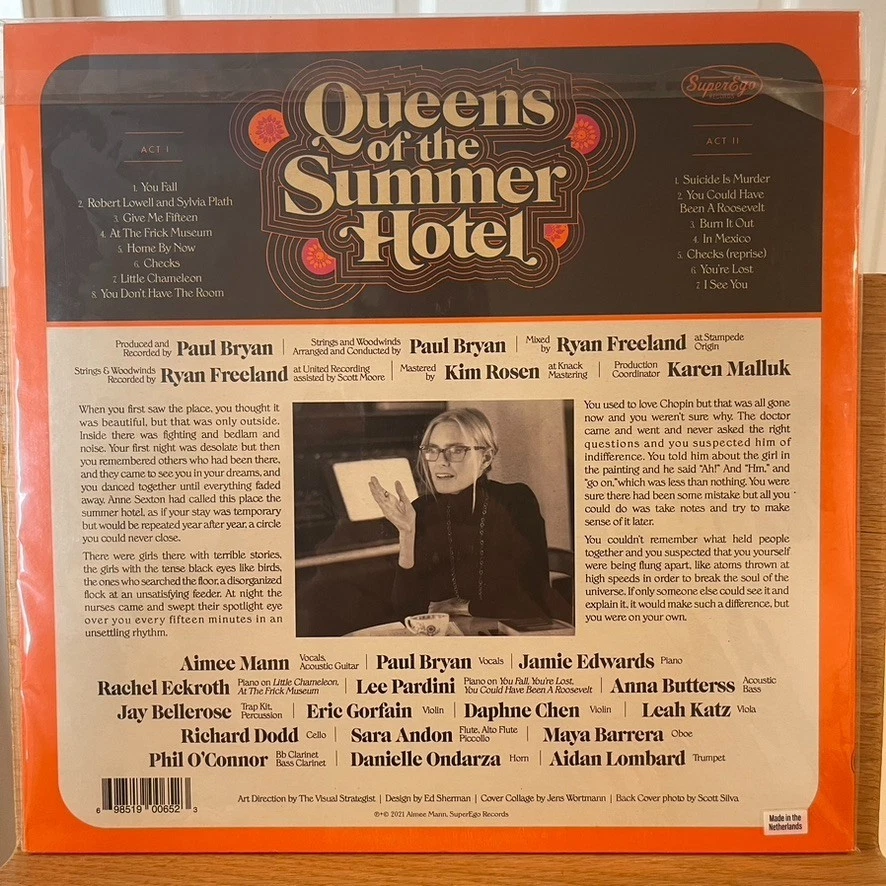 Queens
of the
Summer
Hotel
SuperEgo
ACT I
1. You Fall
2. Robert Lowell and Sylvia Plath
3. Give Me Fifteen
4. At The Frick Museum
5. Home By Now
6. Checks
7. Little Chameleon
8. You Don't Have The Room
ACT II
1. Suicide Is Murder
2. You Could Have
Been A Roosevelt
3. Burn It Out
4. In Mexico
5. Checks (reprise)
6. You're Lost
7. I See You
Produced and Recorded by Paul Bryan | Strings and Woodwinds Arranged and Conducted by Paul Bryan | Mixed by Ryan Freeland at Stampede Origin
Strings & Woodwinds Recorded by Ryan Freeland at United Recording assisted by Scott Moore | Mastered by Kim Rosen at Knack Mastering | Production Coordinator Karen Malluk
When you first saw the place, you thought it
was beautiful, but that was only outside.
Inside there was fighting and bedlam and
noise. Your first night was desolate but then
you remembered others who had been there,
and they came to see you in your dreams, and
you danced together until everything faded
away. Anne Sexton had called this place the
summer hotel, as if your stay was temporary
but would be repeated year after year, a circle
you could never close.
There were girls there with terrible stories,
the girls with the tense black eyes like birds,
the ones who searched the floor, a disorganized
flock at an unsatisfying feeder. At night the
nurses came and swept their spotlight eye
over you every fifteen minutes in an
unsettling rhythm.
You used to love Chopin but that was all gone
now and you weren't sure why. The doctor
came and went and never asked the right
questions and you suspected him of
indifference. You told him about the girl in
the painting and he said "Ah!" And "Hm," and
"go on," which was less than nothing. You were
sure there had been some mistake but all you
could do was take notes and try to make
sense of it later.
You couldn't remember what held people
together and you suspected that you yourself
were being flung apart, like atoms thrown at
high speeds in order to break the soul of the
universe. If only someone else could see it and
explain it, it would make such a difference, but
you were on your own.
Aimee Mann Vocals, Acoustic Guitar | Paul Bryan Vocals | Jamie Edwards Piano
Rachel Eckroth Piano on Little Chameleon, At The Frick Museum | Lee Pardini Piano on You Fall, You're Lost, You Could Have Been A Roosevelt | Anna Butterss Acoustic Bass
Jay Bellerose Trap Kit, Percussion | Eric Gorfain Violin | Daphne Chen Violin | Leah Katz Viola
Richard Dodd Cello | Sara Andon Flute, Alto Flute Piccollo | Maya Barrera Oboe
Phil O'Connor Bb Clarinet Bass Clarinet | Danielle Ondarza Horn | Aidan Lombard Trumpet
6 98519 00652 3
Art Direction by The Visual Strategist | Design by Ed Sherman | Cover Collage by Jens Wortmann | Back Cover photo by Scott Silva
℗+© 2021 Aimee Mann, SuperEgo Records
Made in the
Netherlands